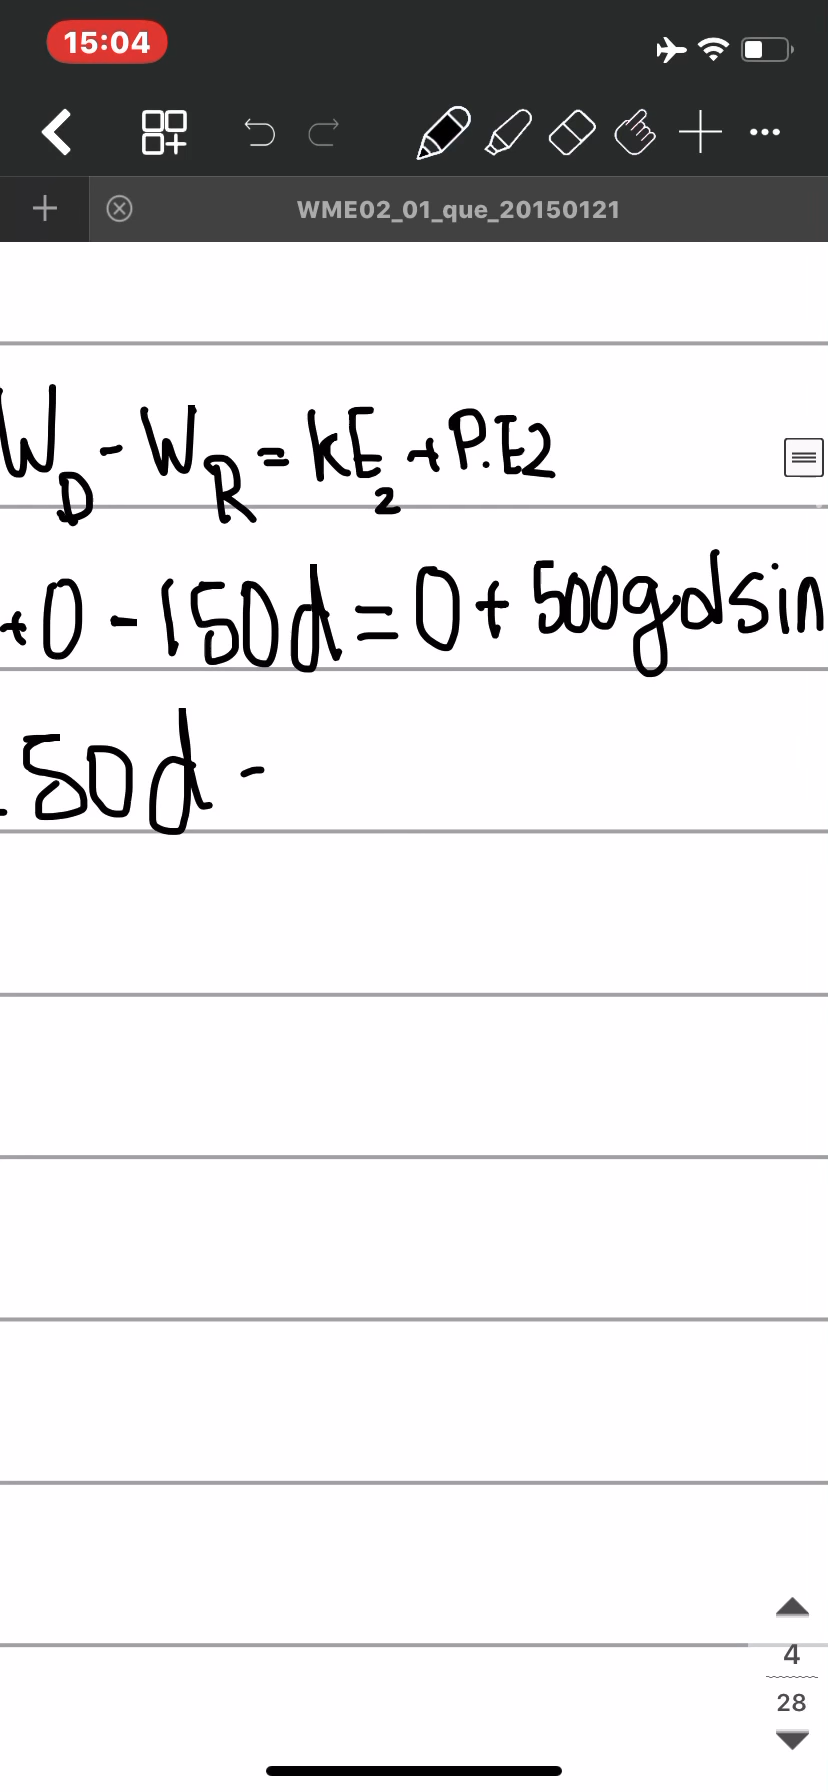 15:04
WME02_01_que_20150121
W_D - W_R = KE_2 + P.E2
+ 0 - 150d = 0 + 500gdsin
50d -
4
28